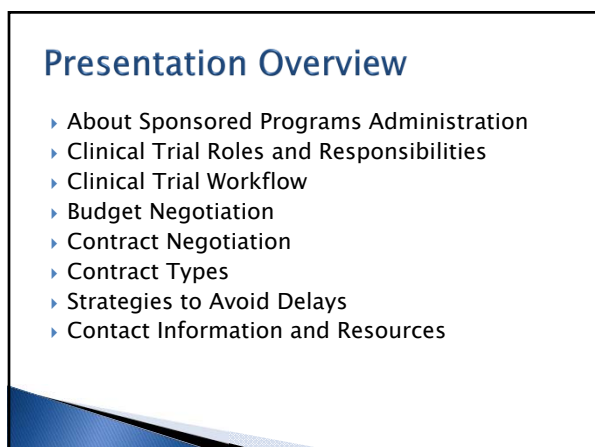 Presentation Overview
About Sponsored Programs Administration
Clinical Trial Roles and Responsibilities
Clinical Trial Workflow
Budget Negotiation
Contract Negotiation
Contract Types
Strategies to Avoid Delays
Contact Information and Resources